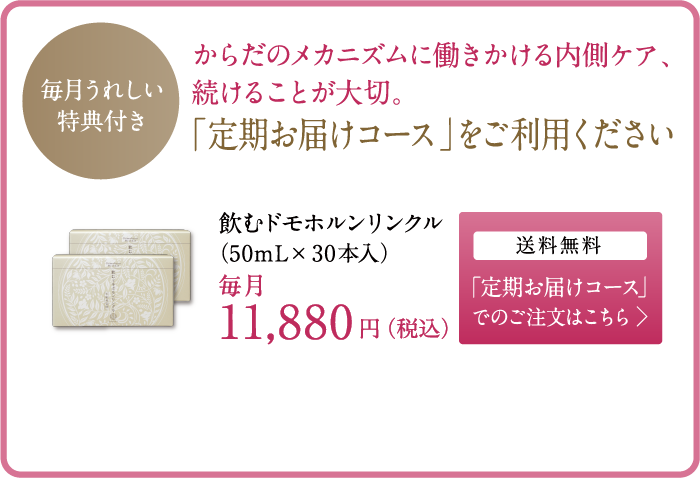 毎月うれしい
特典付き
からだのメカニズムに働きかける内側ケア、
続けることが大切。
「定期お届けコース」をご利用ください
飲むドモホルンリンクル
（50mL×30本入）
毎月
11,880円（税込）
送料無料
「定期お届けコース」
でのご注文はこちら＞